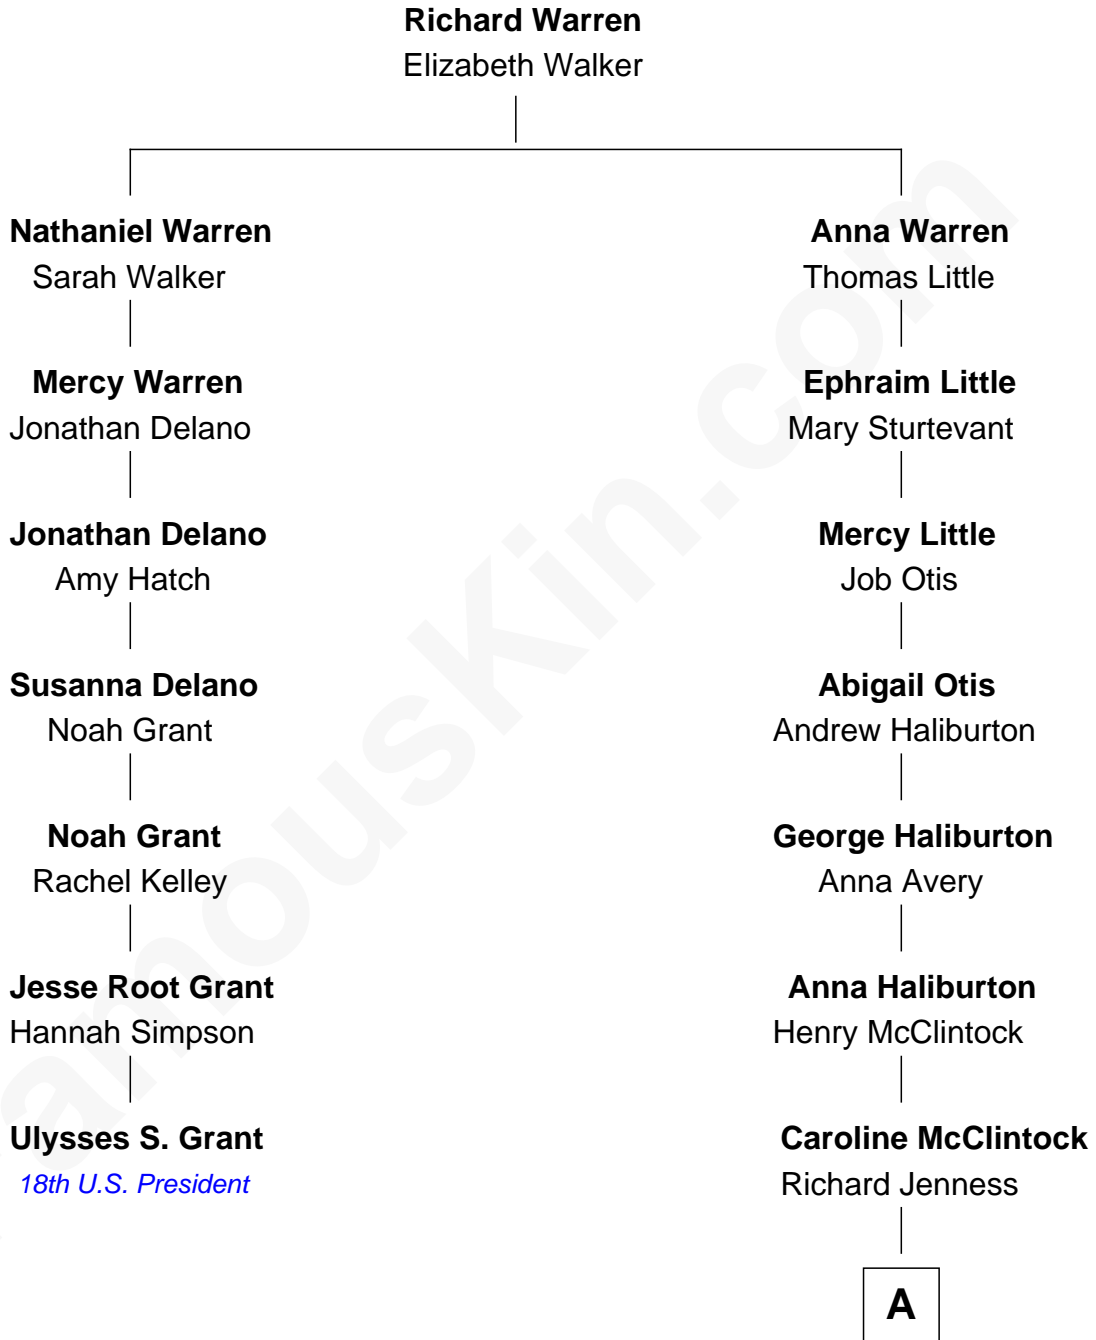 Richard Warren
Elizabeth Walker
Nathaniel Warren
Sarah Walker
Anna Warren
Thomas Little
Mercy Warren
Jonathan Delano
Ephraim Little
Mary Sturtevant
Jonathan Delano
Amy Hatch
Mercy Little
Job Otis
Susanna Delano
Noah Grant
Abigail Otis
Andrew Haliburton
Noah Grant
Rachel Kelley
George Haliburton
Anna Avery
Jesse Root Grant
Hannah Simpson
Anna Haliburton
Henry McClintock
Ulysses S. Grant
18th U.S. President
Caroline McClintock
Richard Jenness
A
amouskin.com